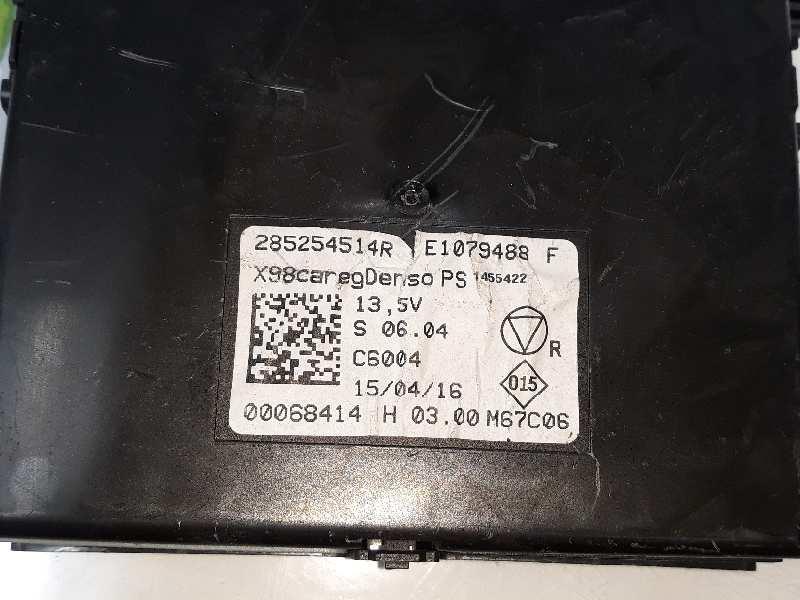 285254514R E1079488 F
X98caregDenso PS 1455422
13,5V
S 06.04
C6004
R
15/04/16
015
00068414 H 03.00 M67C06